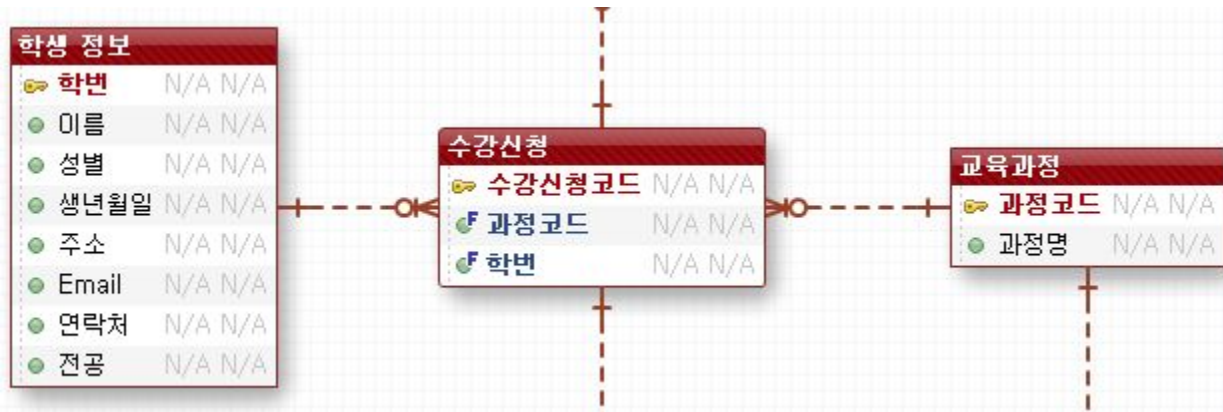 학생 정보
학번 N/A N/A
이름 N/A N/A
성별 N/A N/A
생년월일 N/A N/A
주소 N/A N/A
Email N/A N/A
연락처 N/A N/A
전공 N/A N/A
수강신청
수강신청코드 N/A N/A
F 과정코드 N/A N/A
F 학번 N/A N/A
교육과정
과정코드 N/A N/A
과정명 N/A N/A